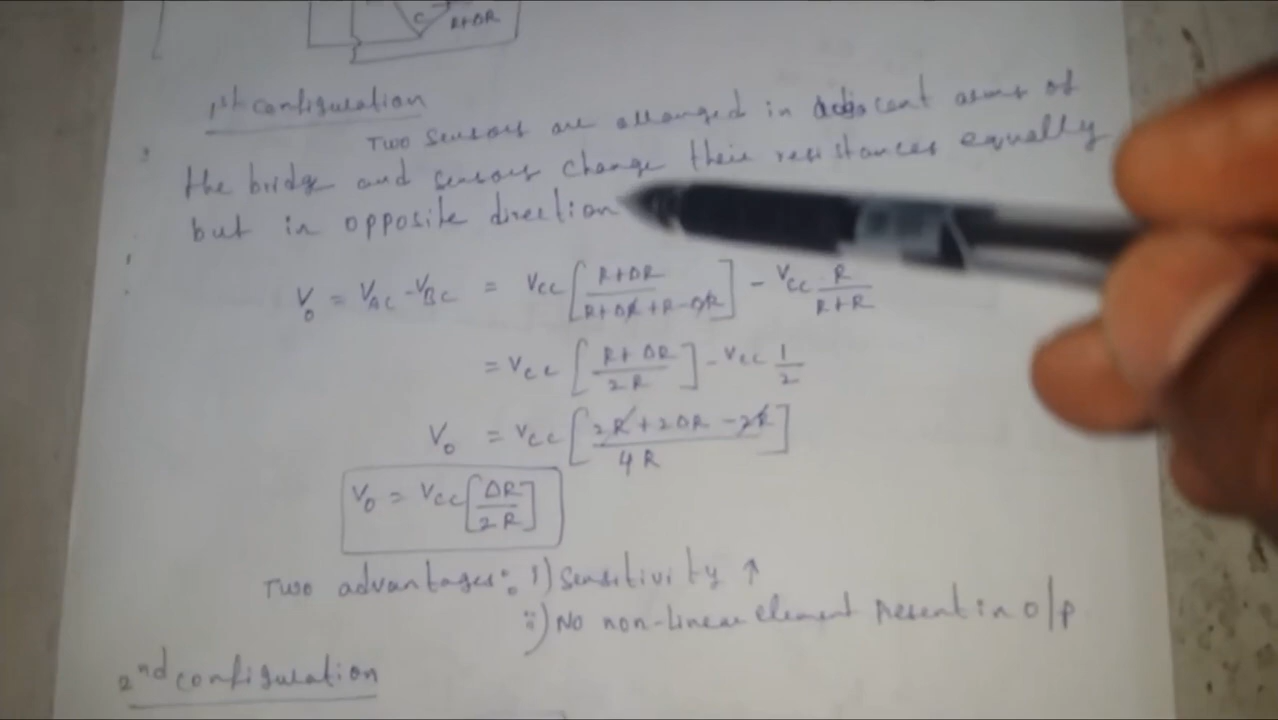 C
R+ΔR
1st configuration
Two sensors are arranged in adjacent arms of
the bridge and sensors change their resistances equally
but in opposite direction
V0 = VAC - VBC = VCC [ (R+ΔR) / (R+ΔR+R-ΔR) ] - VCC R / (R+R)
= VCC [ (R+ΔR) / 2R ] - VCC 1/2
V0 = VCC [ (2R+2ΔR-2R) / 4R ]
V0 = VCC [ ΔR / 2R ]
Two advantages: i) Sensitivity ↑
ii) No non-linear element Present in o/p
2nd configuration